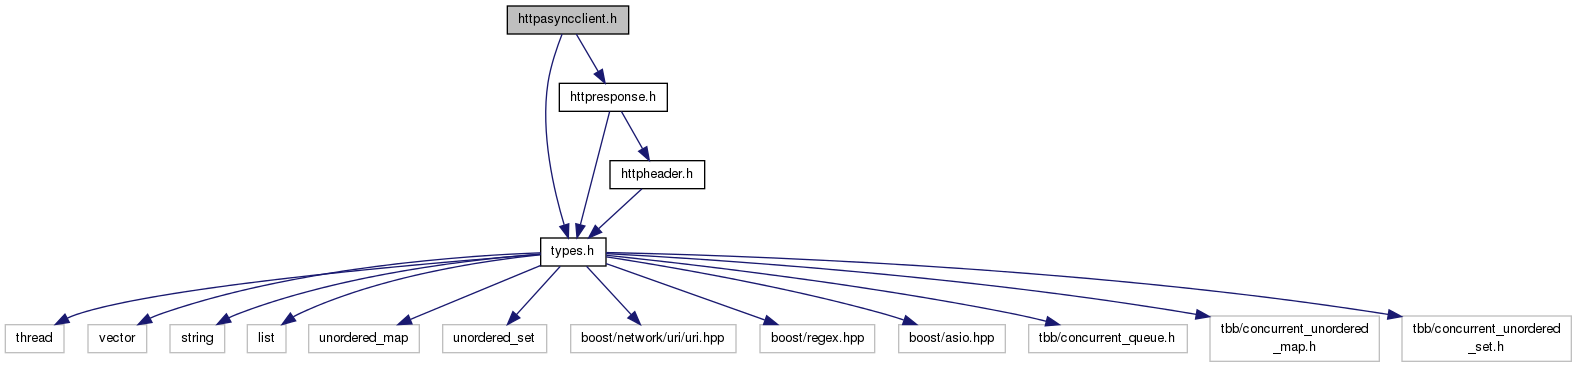 httpasyncclient.h
httpresponse.h
httpheader.h
types.h
thread
vector
string
list
unordered_map
unordered_set
boost/network/uri/uri.hpp
boost/regex.hpp
boost/asio.hpp
tbb/concurrent_queue.h
tbb/concurrent_unordered
_map.h
tbb/concurrent_unordered
_set.h